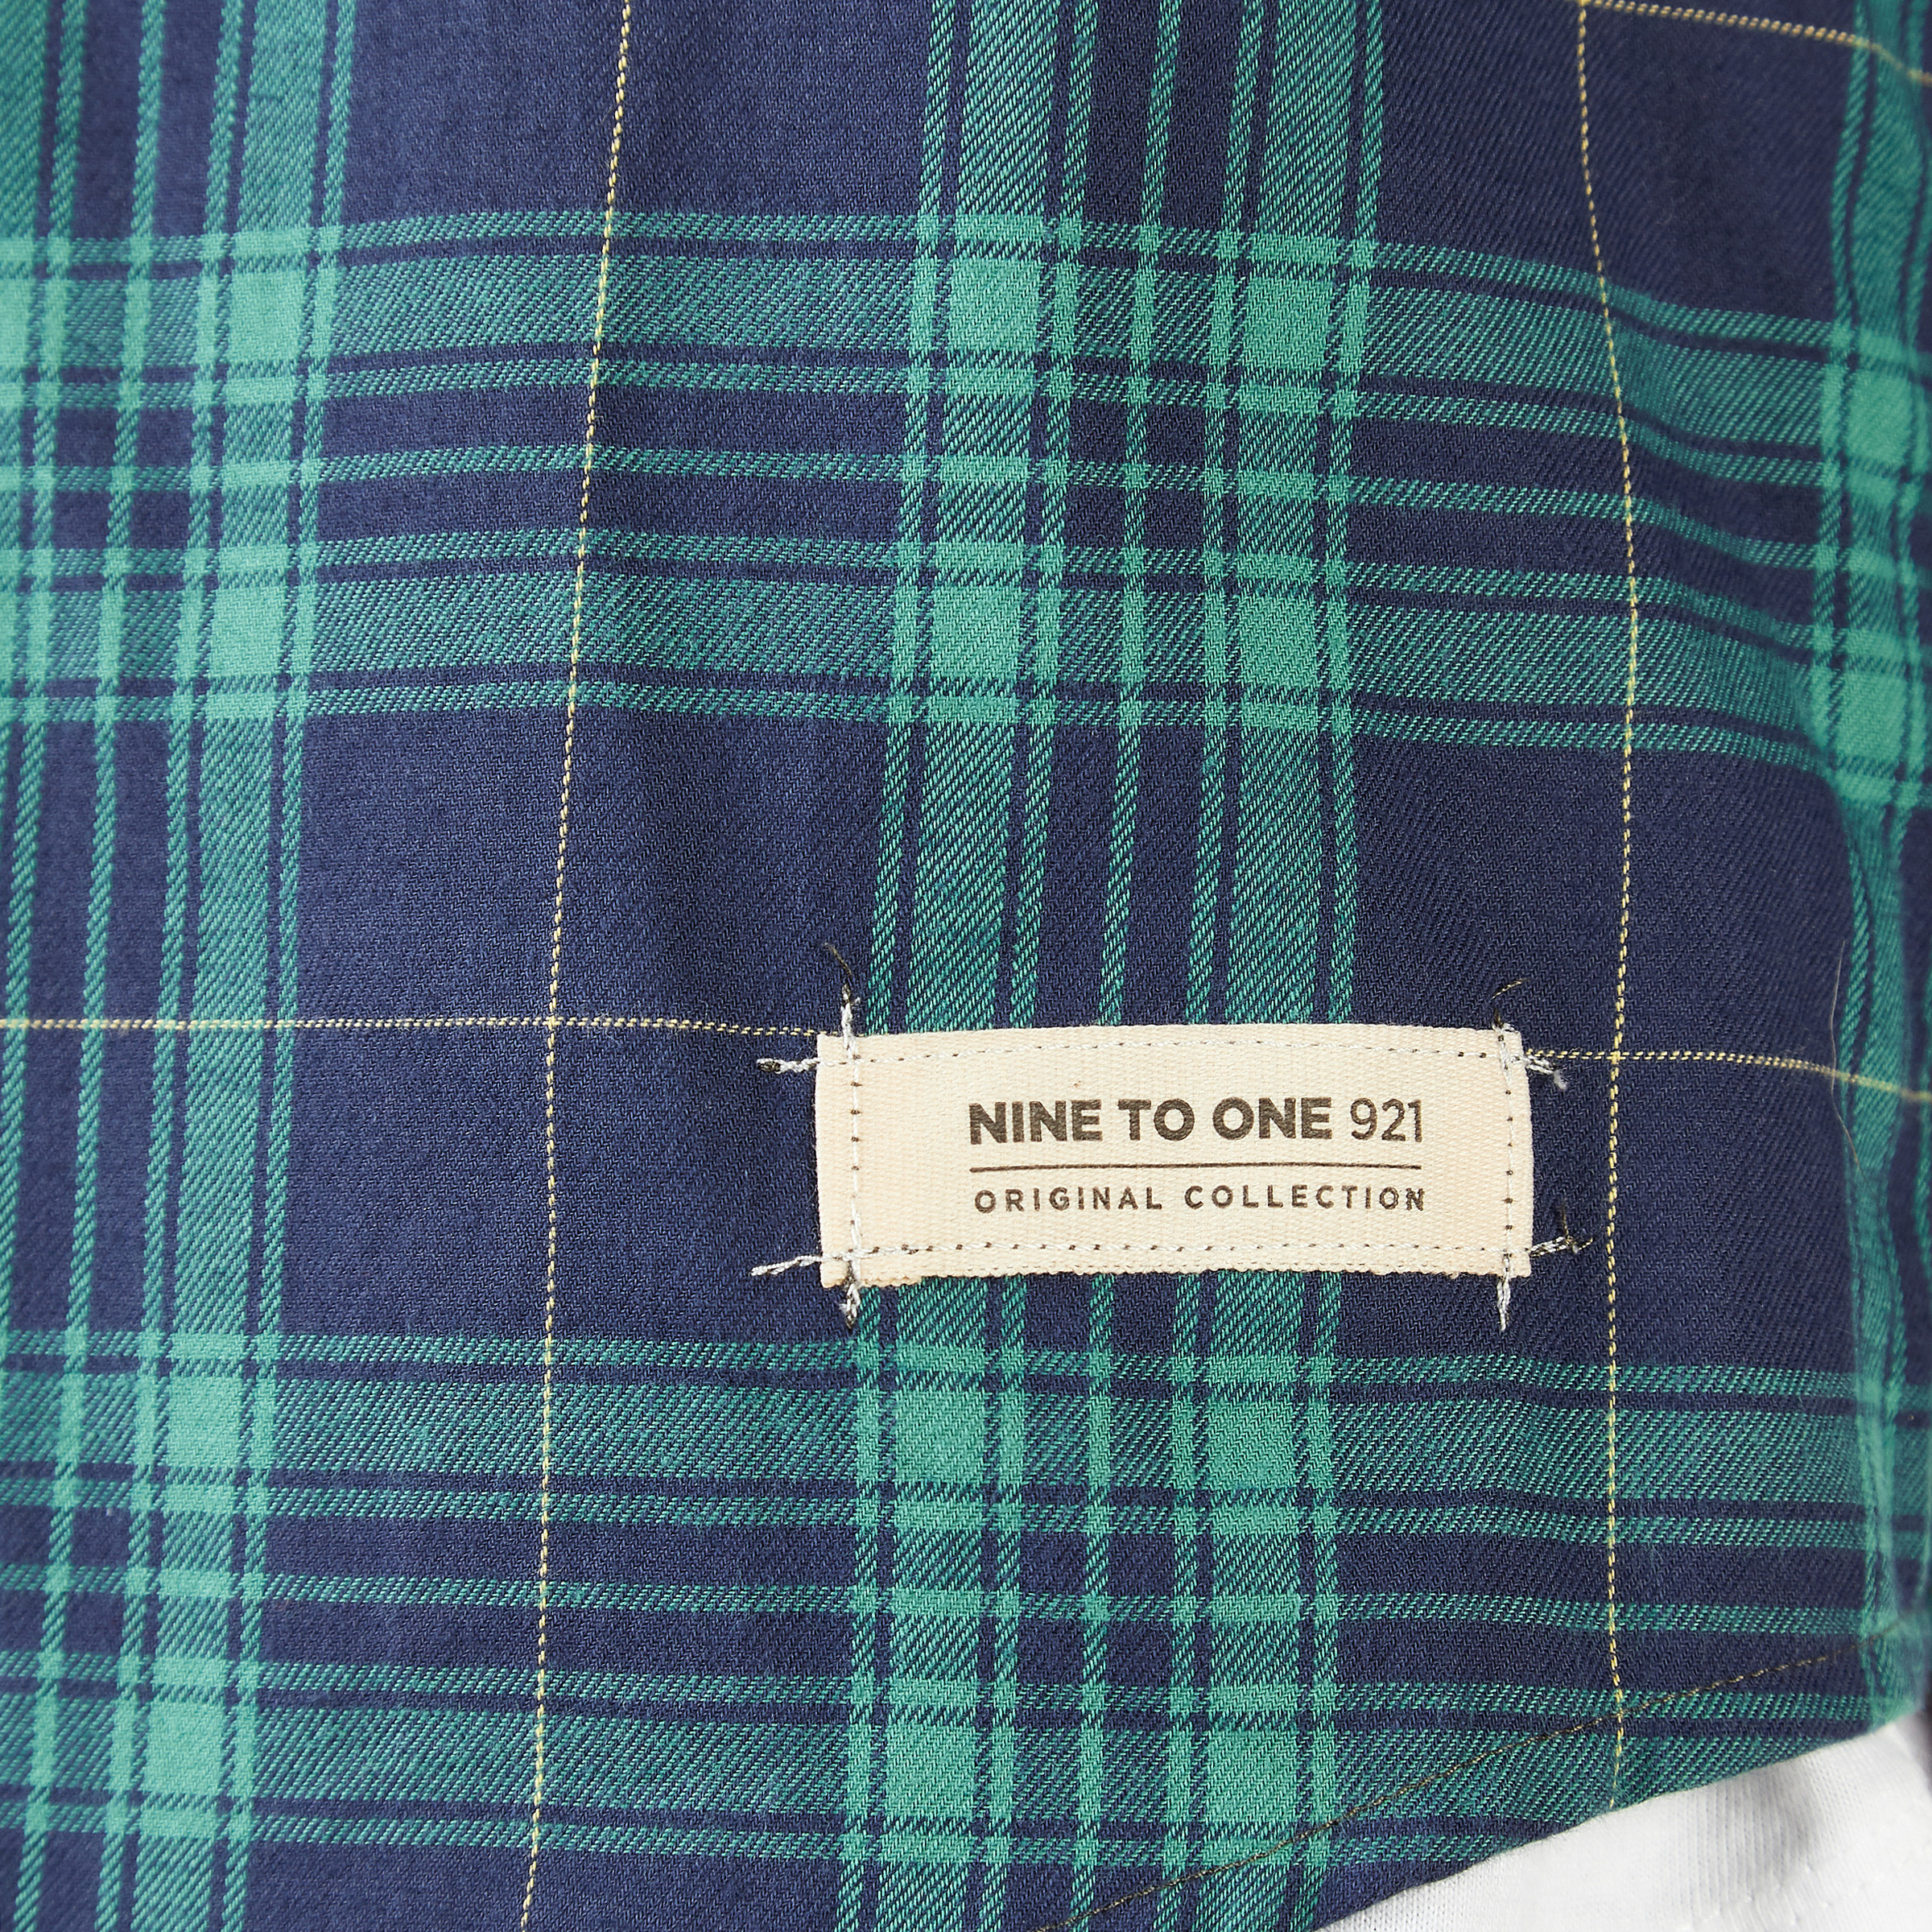 NINE TO ONE 921
ORIGINAL COLLECTION